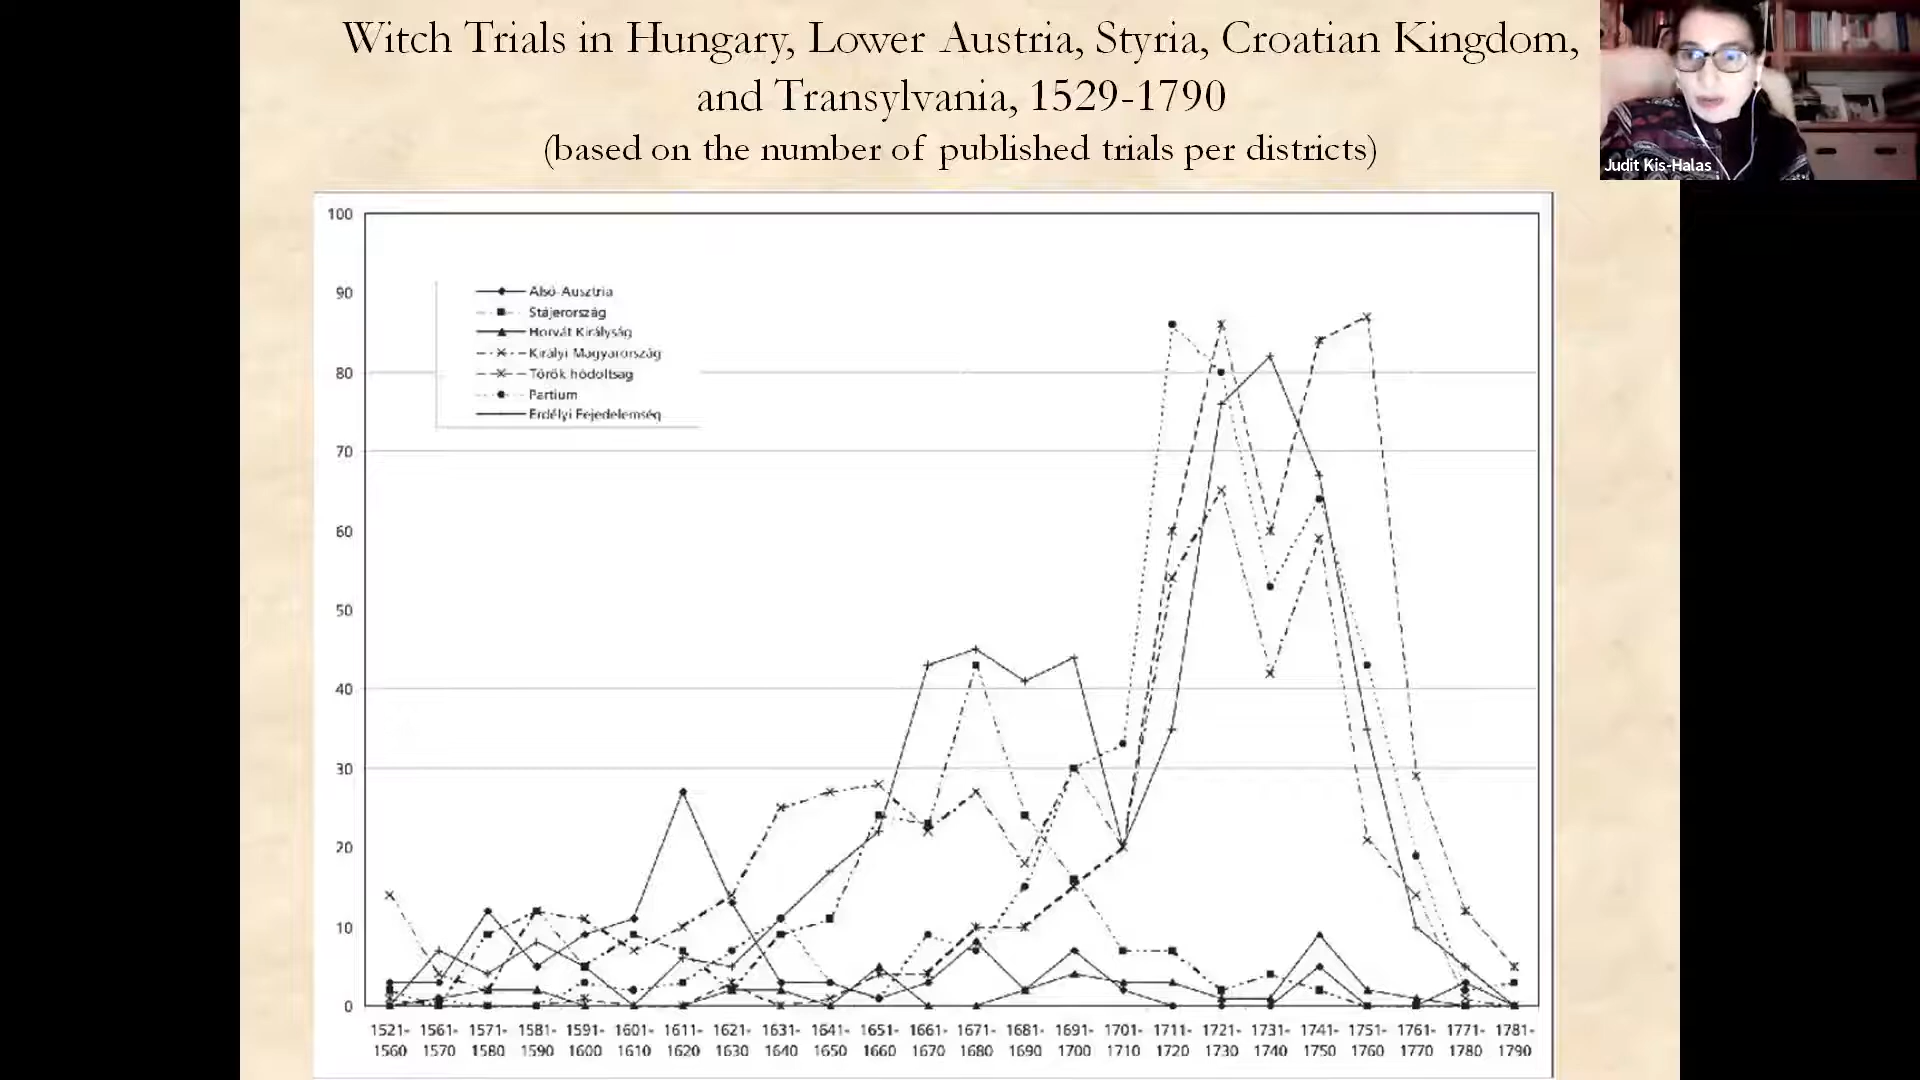 Witch Trials in Hungary, Lower Austria, Styria, Croatian Kingdom,
and Transylvania, 1529-1790
(based on the number of published trials per districts)
Judit Kis-Halas
100
90
80
70
60
50
40
30
20
10
0
Alsó-Ausztria
Stájerország
Horvát Királyság
Királyi Magyarország
Török hódoltság
Partium
Erdélyi Fejedelemség
1521- 1561- 1571- 1581- 1591- 1601- 1611- 1621- 1631- 1641- 1651- 1661- 1671- 1681- 1691- 1701- 1711- 1721- 1731- 1741- 1751- 1761- 1771- 1781-
1560 1570 1580 1590 1600 1610 1620 1630 1640 1650 1660 1670 1680 1690 1700 1710 1720 1730 1740 1750 1760 1770 1780 1790